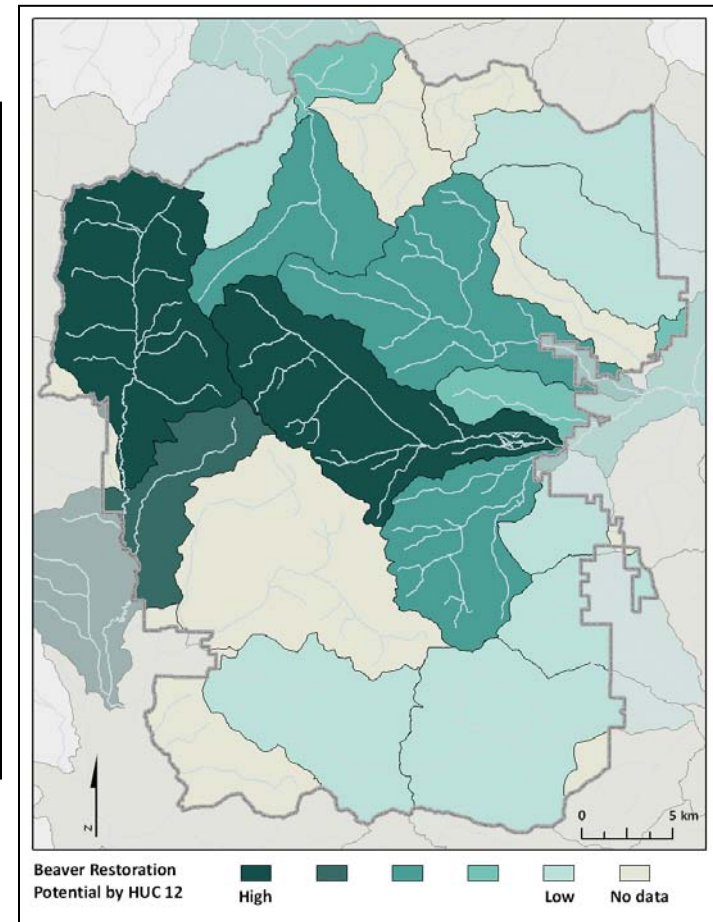 N
0 5 km
Beaver Restoration
Potential by HUC 12
High Low No data